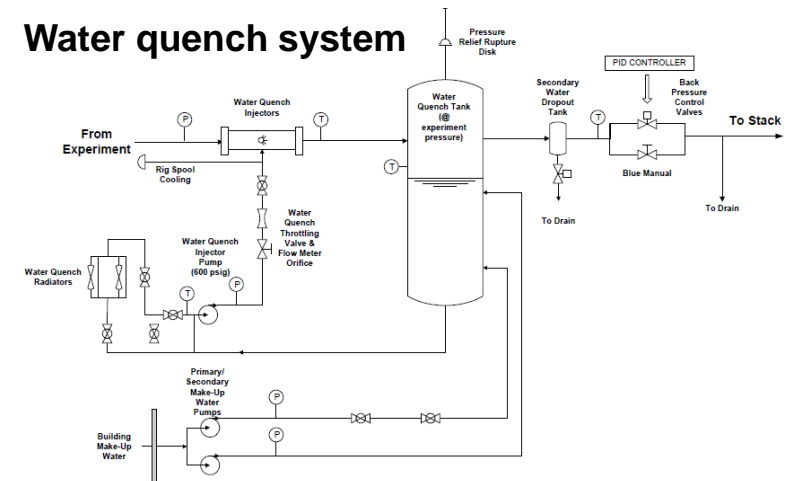 Water quench system
Pressure
Relief Rupture
Disk
PID CONTROLLER
Secondary
Water
Dropout
Tank
Back
Pressure
Control
Valves
Water
Quench Tank
(@
experiment
pressure)
Water Quench
Injectors
P
T
T
To Stack
From
Experiment
T
Blue Manual
Rig Spool
Cooling
To Drain
To Drain
Water
Quench
Throttling
Valve &
Flow Meter
Orifice
Water Quench
Injector
Pump
(600 psig)
Water Quench
Radiators
P
T
Primary/
Secondary
Make-Up
Water
Pumps
P
P
Building
Make-Up
Water